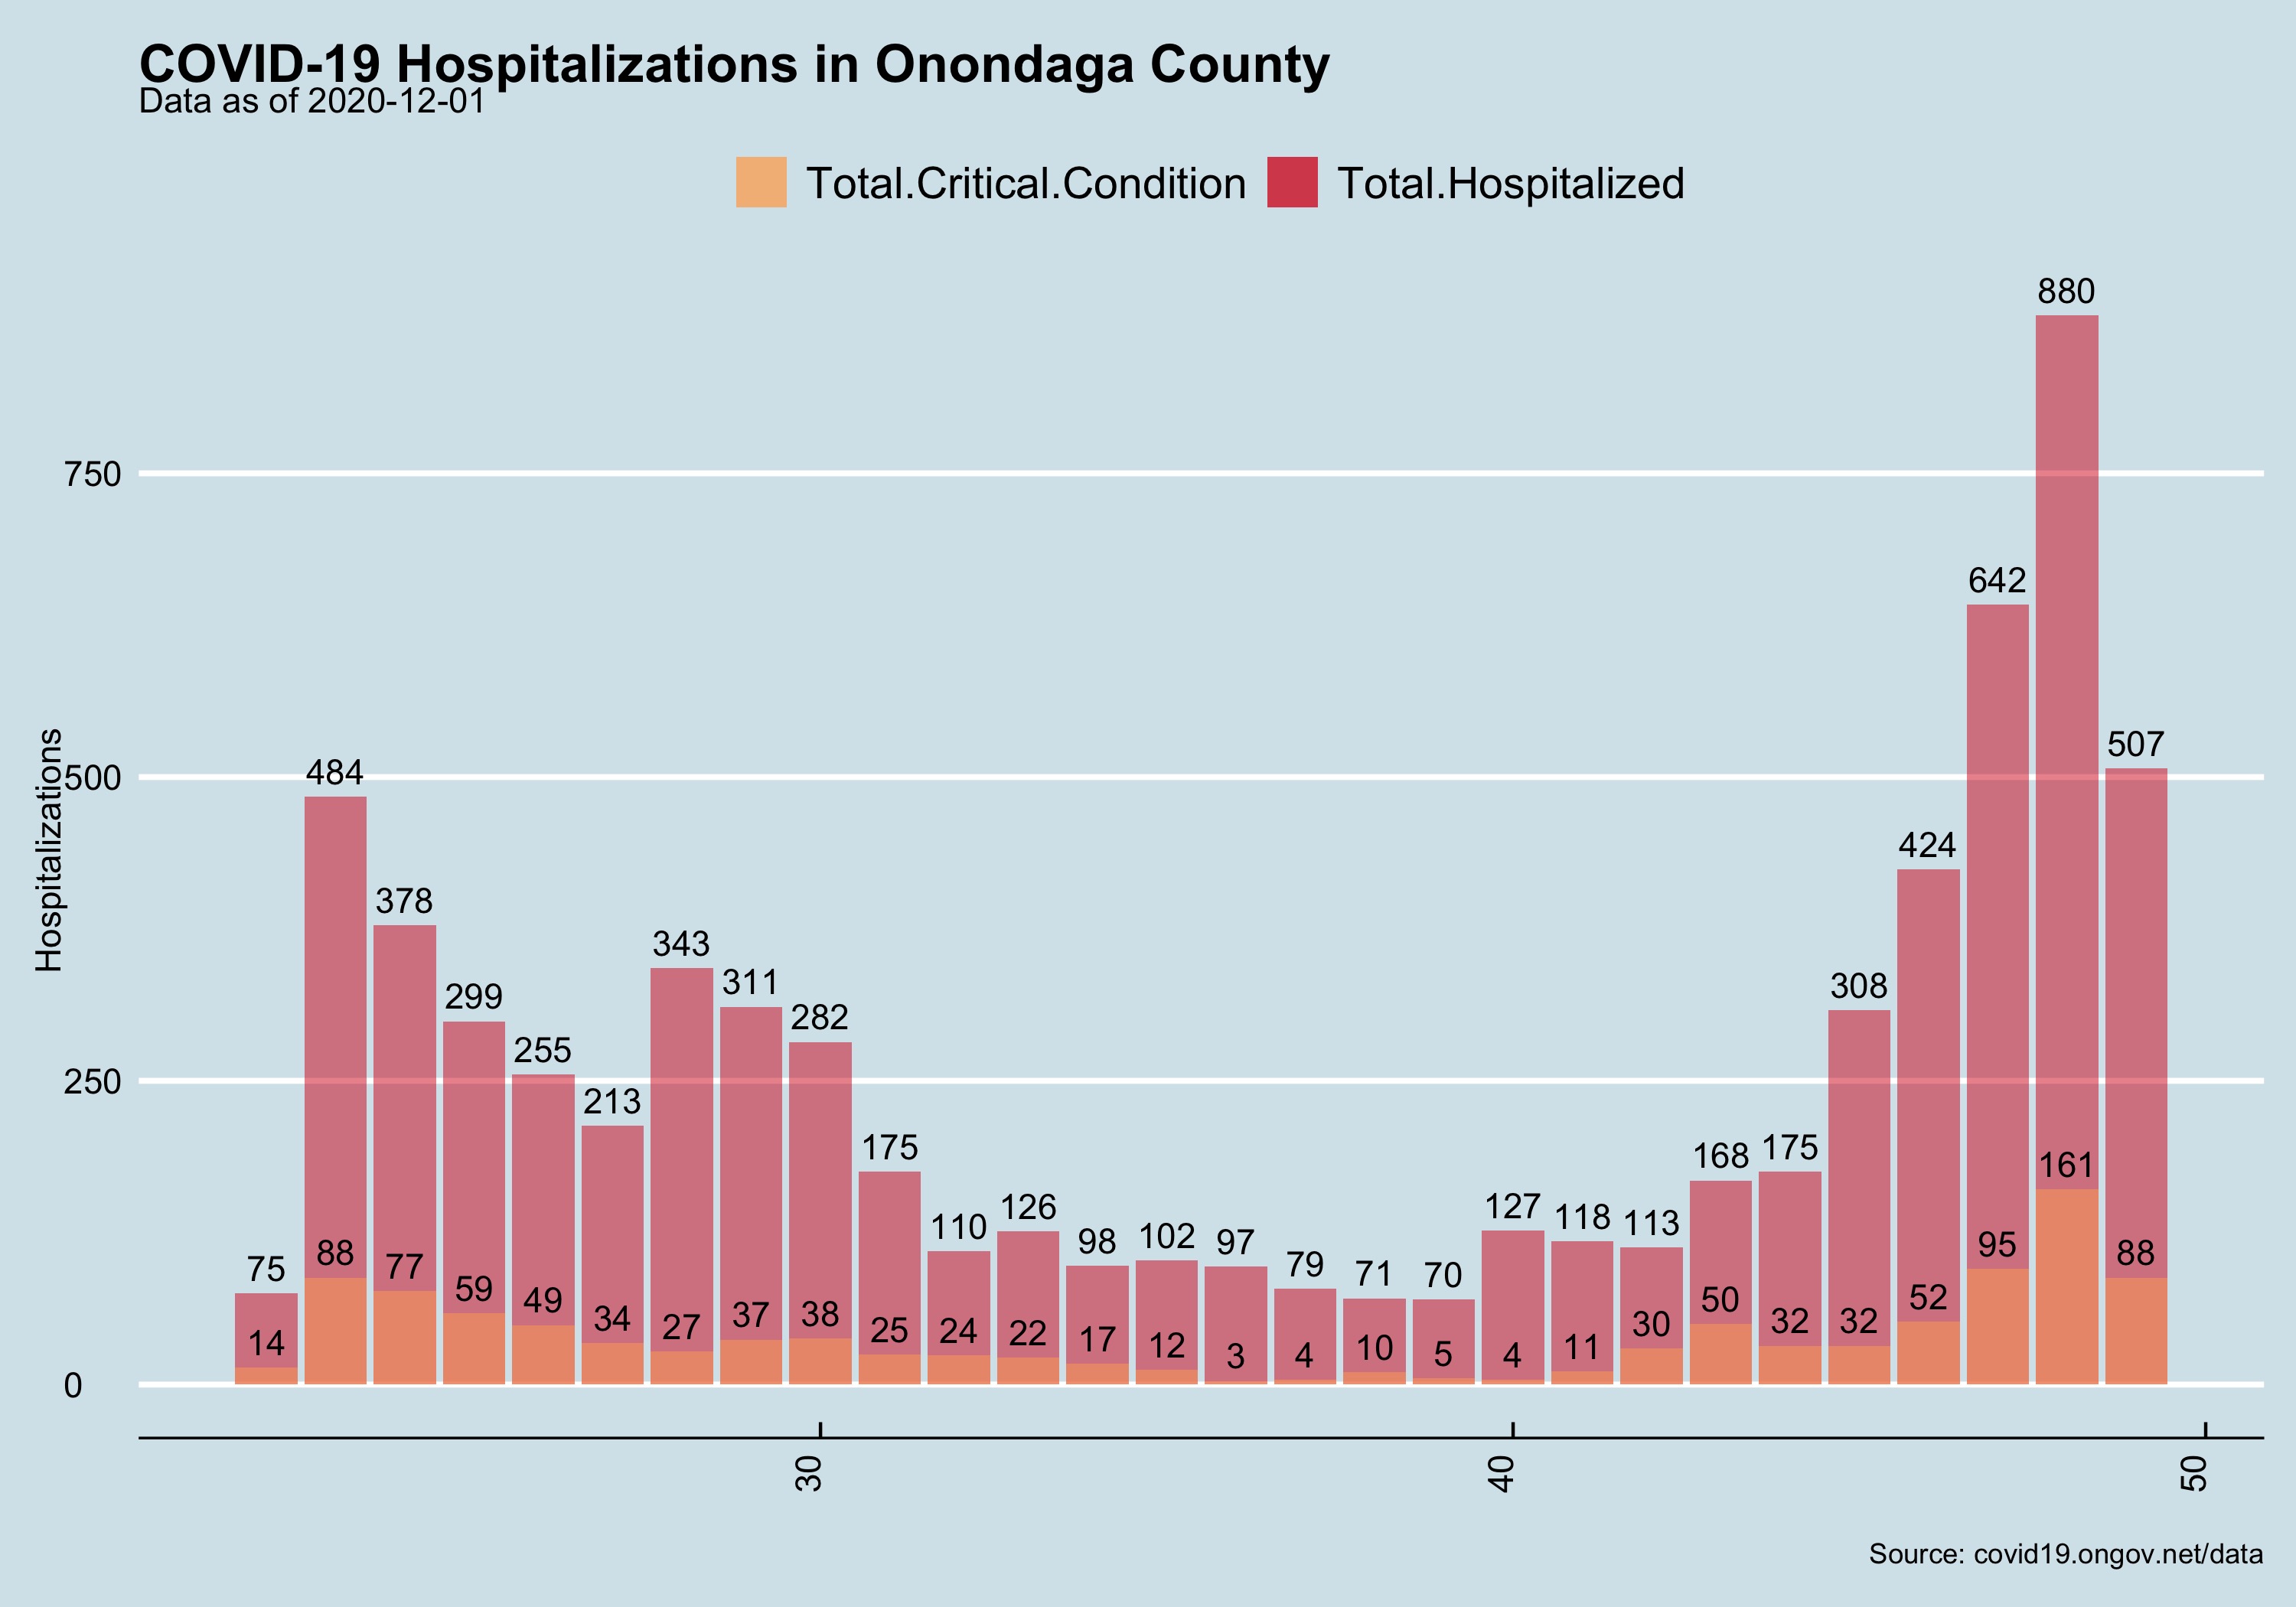 COVID-19 Hospitalizations in Onondaga County
Data as of 2020-12-01
Total.Critical.Condition Total.Hospitalized
Hospitalizations
750
500
250
0
75 484 378 299 255 213 343 311 282 175 110 126 98 102 97 79 71 70 127 118 113 168 175 308 424 642 880 507
14 88 77 59 49 34 27 37 38 25 24 22 17 12 3 4 10 5 4 11 30 50 32 32 52 95 161 88
30 40 50
Source: covid19.ongov.net/data